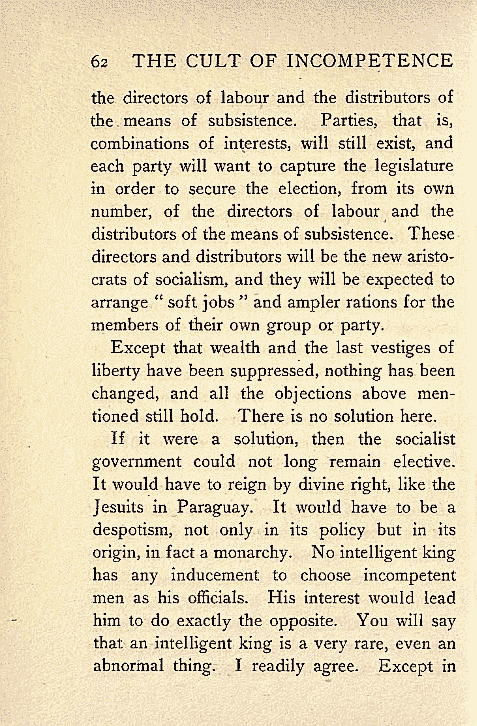 62 THE CULT OF INCOMPETENCE
the directors of labour and the distributors of
the means of subsistence. Parties, that is,
combinations of interests, will still exist, and
each party will want to capture the legislature
in order to secure the election, from its own
number, of the directors of labour and the
distributors of the means of subsistence. These
directors and distributors will be the new aristo-
crats of socialism, and they will be expected to
arrange “ soft jobs ” and ampler rations for the
members of their own group or party.
Except that wealth and the last vestiges of
liberty have been suppressed, nothing has been
changed, and all the objections above men-
tioned still hold. There is no solution here.
If it were a solution, then the socialist
government could not long remain elective.
It would have to reign by divine right, like the
Jesuits in Paraguay. It would have to be a
despotism, not only in its policy but in its
origin, in fact a monarchy. No intelligent king
has any inducement to choose incompetent
men as his officials. His interest would lead
him to do exactly the opposite. You will say
that an intelligent king is a very rare, even an
abnormal thing. I readily agree. Except in